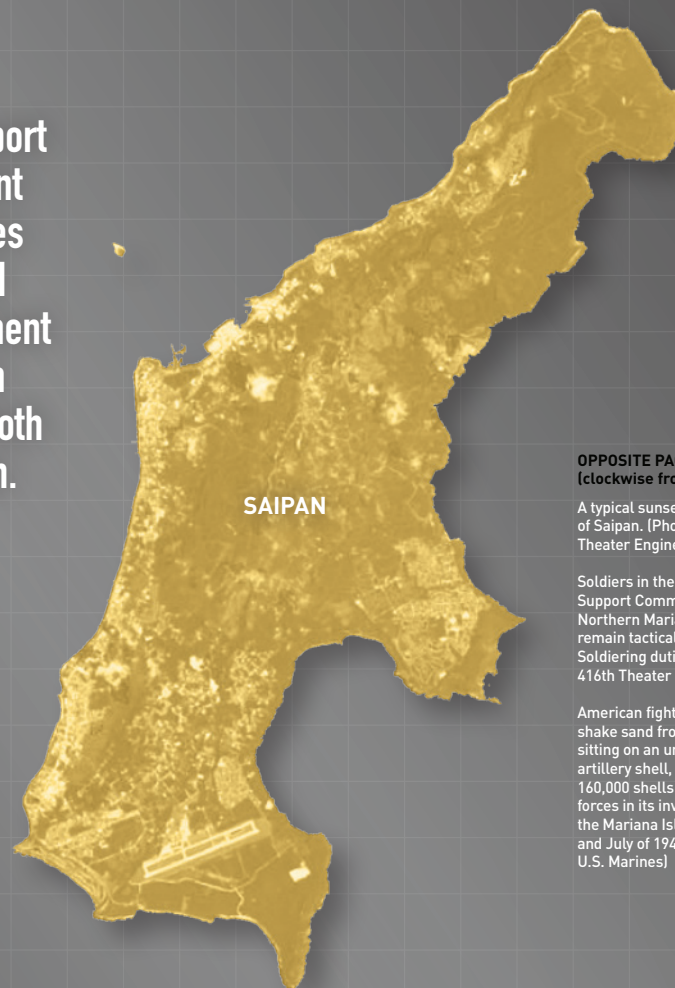 port
nt
es
nent
oth
n.
SAIPAN
OPPOSITE PA
(clockwise fro
A typical sunse
of Saipan. (Pho
Theater Engine
Soldiers in the
Support Comm
Northern Maria
remain tactical
Soldiering duti
416th Theater
American fight
shake sand fro
sitting on an u
artillery shell,
160,000 shells
forces in its inv
the Mariana Isl
and July of 194
U.S. Marines)